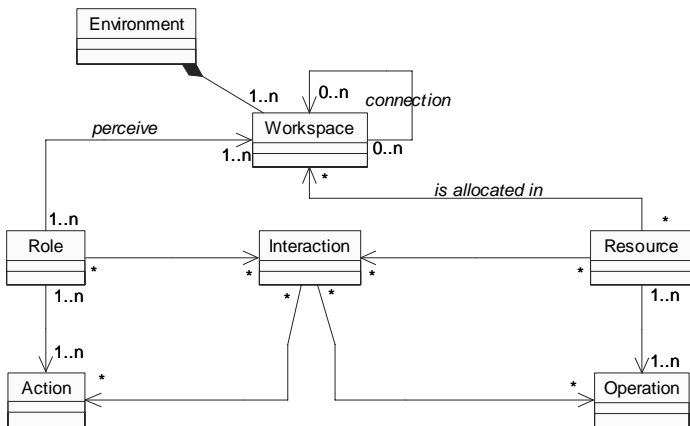 Environment
1..n
0..n
connection
perceive
Workspace
1..n
0..n
*
is allocated in
1..n
*
Role
Interaction
Resource
*
*
*
*
1..n
*
*
1..n
1..n
*
*
1..n
Action
Operation